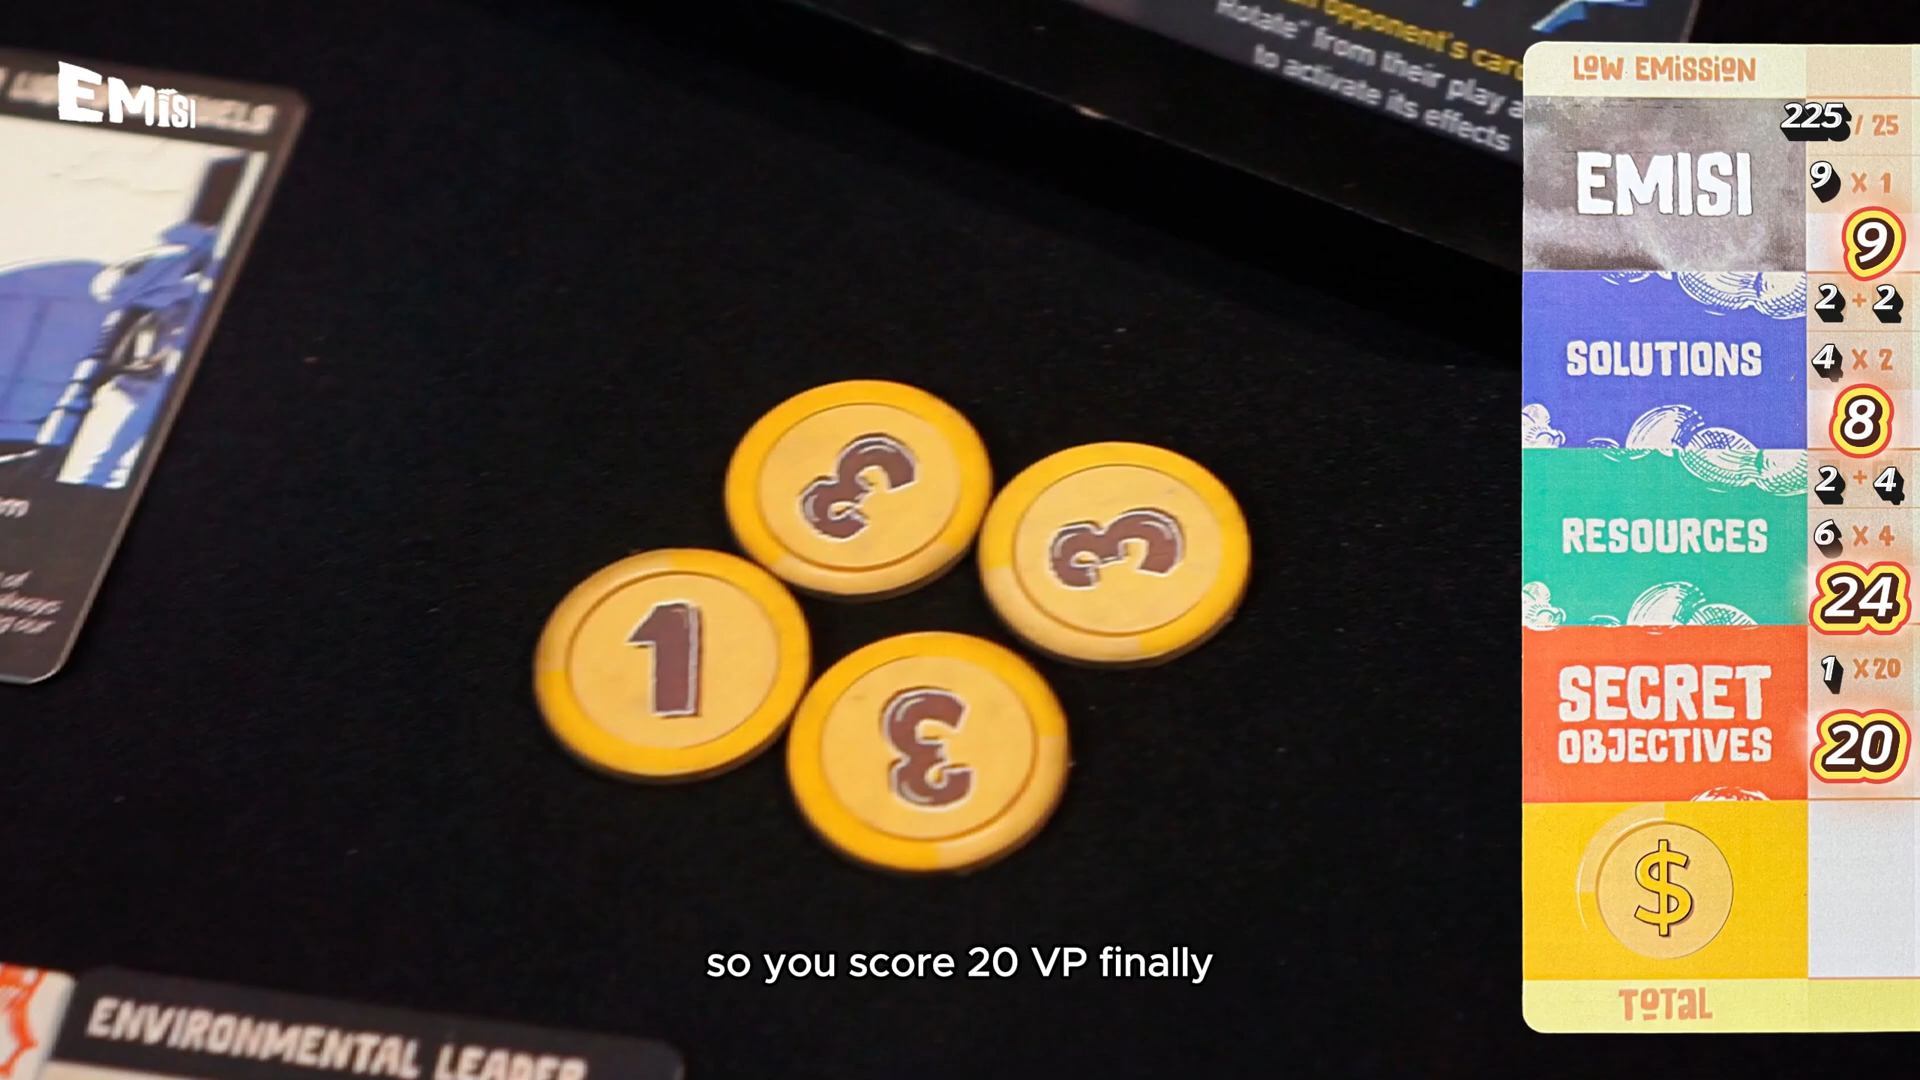 EMISI
opponent's card
Rotate" from their play a
to activate its effects
LOW EMISSION
225 / 25
EMISI
9 X 1
9
2 + 2
SOLUTIONS
4 X 2
8
2 + 4
RESOURCES
6 X 4
24
1 X 20
SECRET
OBJECTIVES
20
$
TOTAL
3
3
1
3
so you score 20 VP finally
ENVIRONMENTAL LEADER